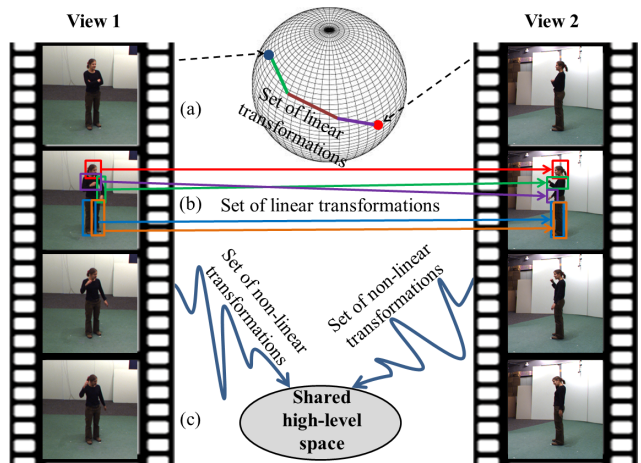 View 1
View 2
(a)
Set of linear
transformations
(b)
Set of linear transformations
Set of non-linear
transformations
Set of non-linear
transformations
(c)
Shared
high-level
space